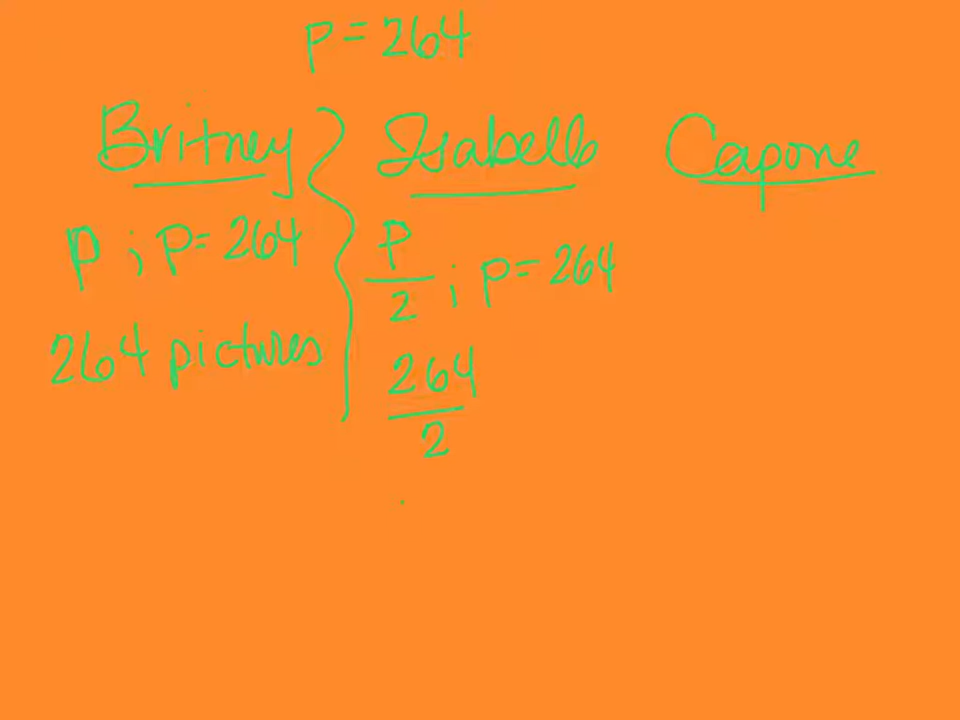 p = 264
Britney Isabella Capone
p ; p = 264
264 pictures
p/2 ; p = 264
264/2